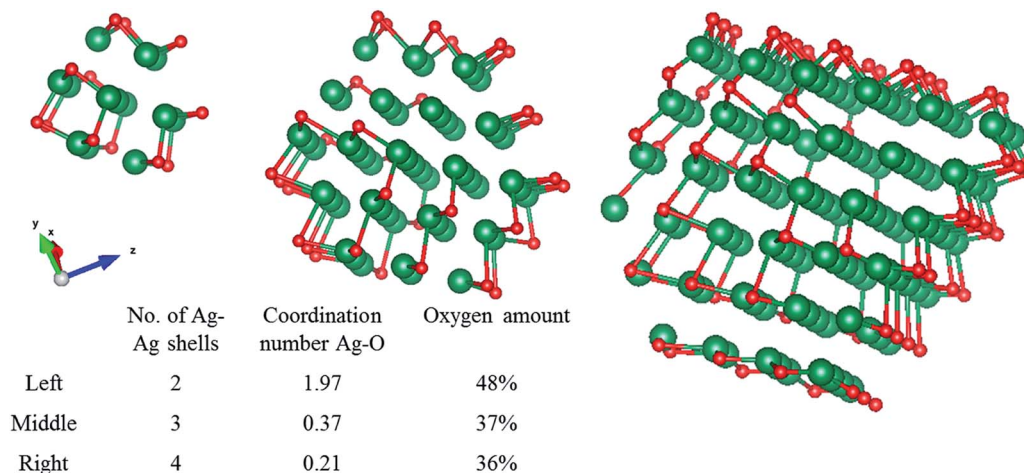 y
x
z
No. of Ag-
Ag shells
Coordination
number Ag-O
Oxygen amount
Left 2 1.97 48%
Middle 3 0.37 37%
Right 4 0.21 36%